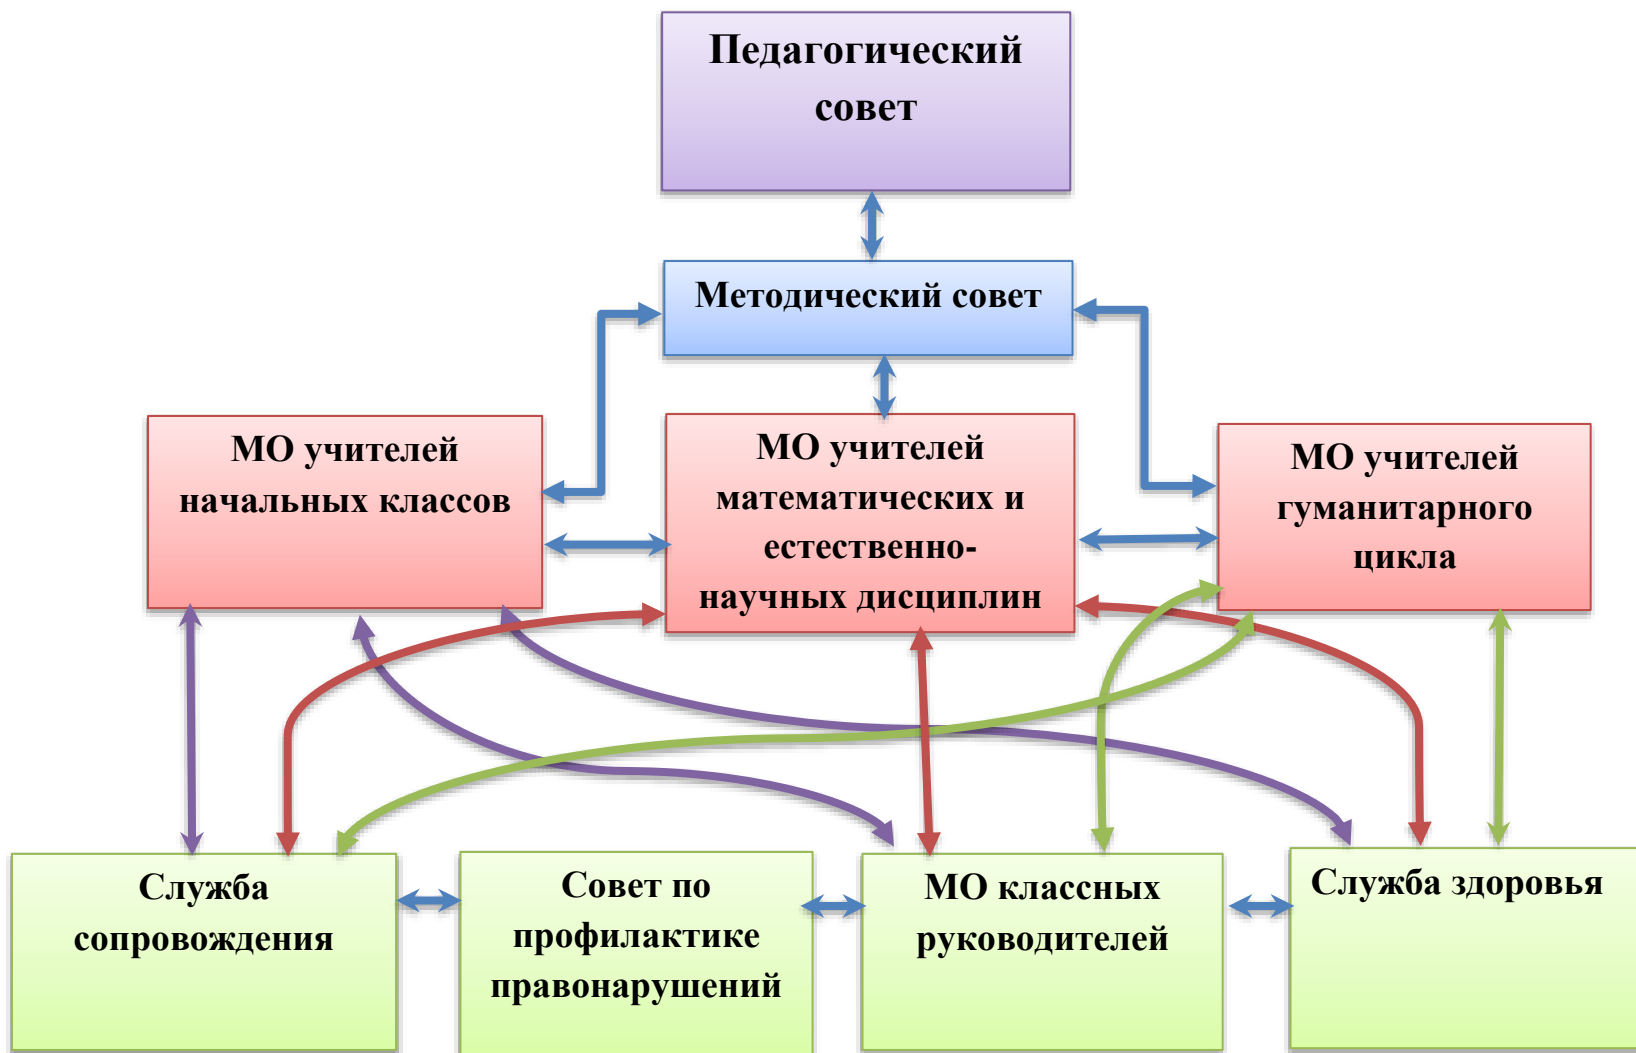 Педагогический
совет
Методический совет
МО учителей
начальных классов
МО учителей
математических и
естественно-
научных дисциплин
МО учителей
гуманитарного
цикла
Служба
сопровождения
Совет по
профилактике
правонарушений
МО классных
руководителей
Служба здоровья